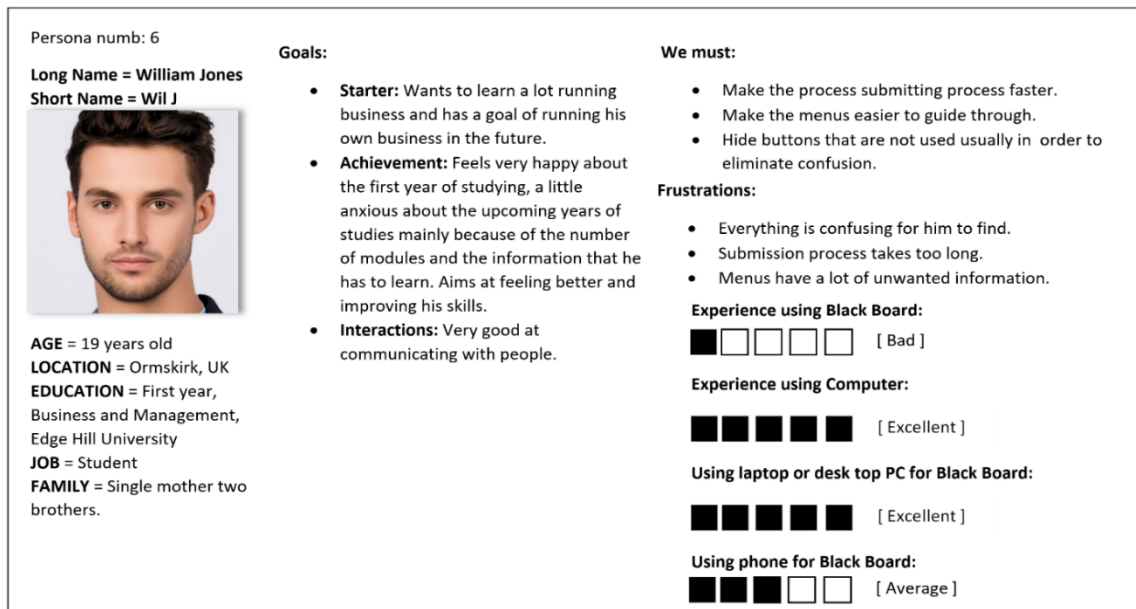 Persona numb: 6
Long Name = William Jones
Short Name = Wil J
AGE = 19 years old
LOCATION = Ormskirk, UK
EDUCATION = First year,
Business and Management,
Edge Hill University
JOB = Student
FAMILY = Single mother two
brothers.
Goals:
• Starter: Wants to learn a lot running
business and has a goal of running his
own business in the future.
• Achievement: Feels very happy about
the first year of studying, a little
anxious about the upcoming years of
studies mainly because of the number
of modules and the information that he
has to learn. Aims at feeling better and
improving his skills.
• Interactions: Very good at
communicating with people.
We must:
• Make the process submitting process faster.
• Make the menus easier to guide through.
• Hide buttons that are not used usually in order to
eliminate confusion.
Frustrations:
• Everything is confusing for him to find.
• Submission process takes too long.
• Menus have a lot of unwanted information.
Experience using Black Board:
[ Bad ]
Experience using Computer:
[ Excellent ]
Using laptop or desk top PC for Black Board:
[ Excellent ]
Using phone for Black Board:
[ Average ]